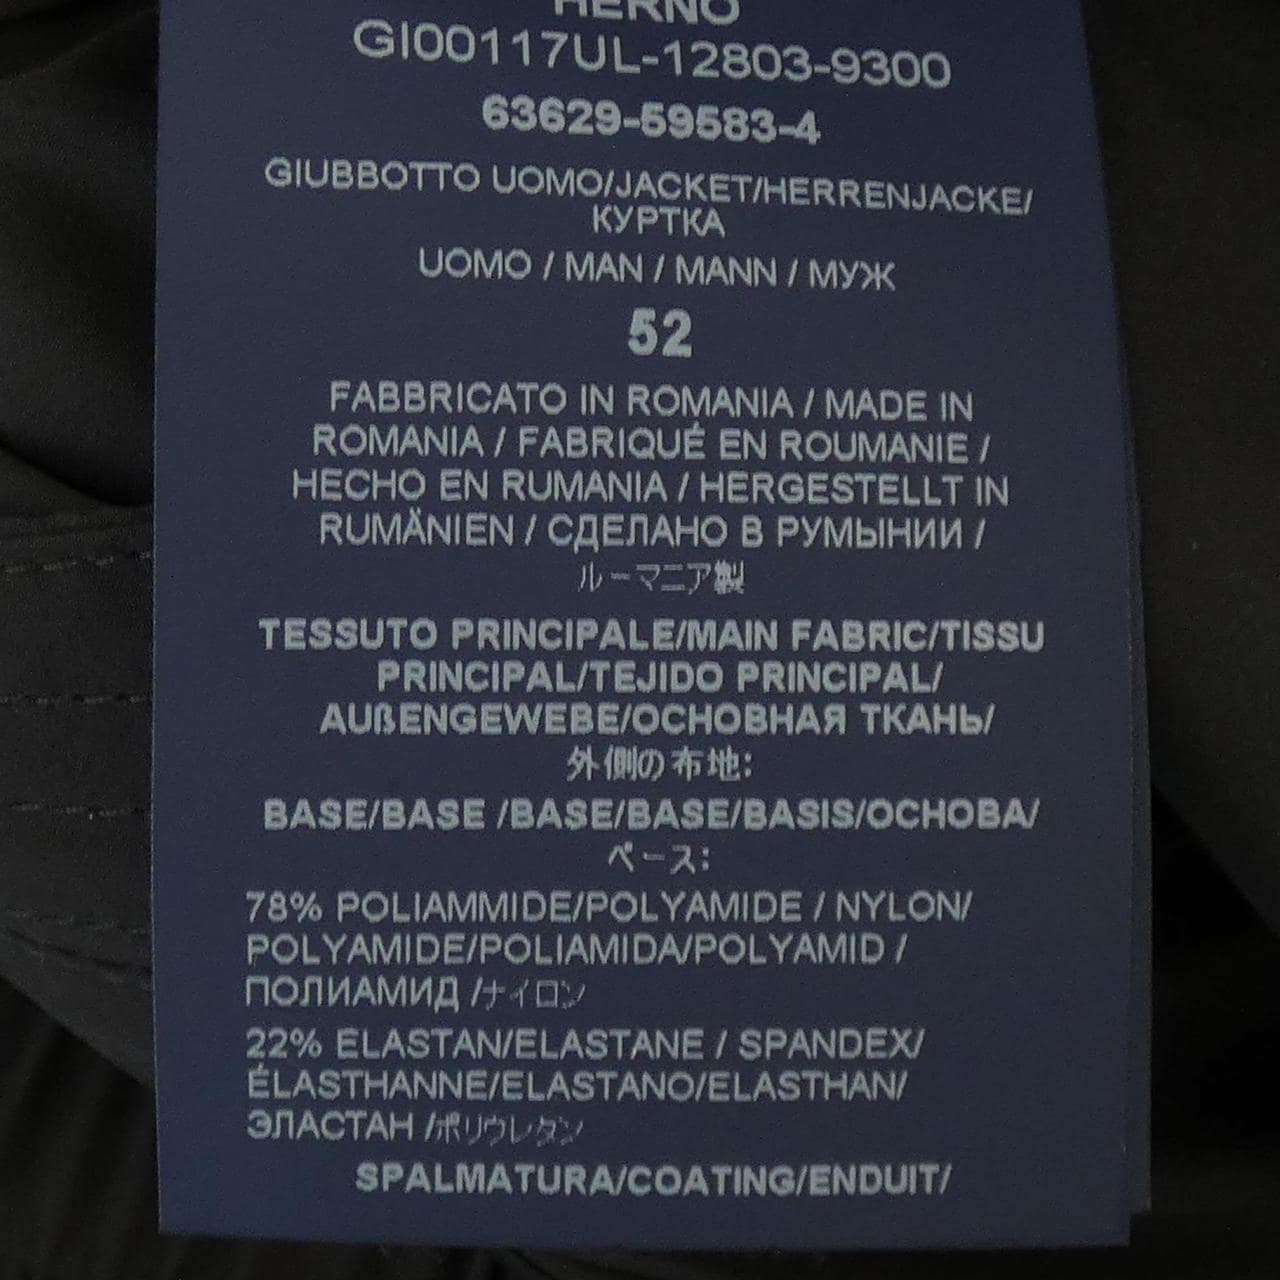 HERNO
GI00117UL-12803-9300
63629-59583-4
GIUBBOTTO UOMO/JACKET/HERRENJACKE/
КУРТКА
UOMO / MAN / MANN / МУЖ
52
FABBRICATO IN ROMANIA / MADE IN
ROMANIA / FABRIQUÉ EN ROUMANIE /
HECHO EN RUMANIA / HERGESTELLT IN
RUMÄNIEN / СДЕЛАНО В РУМЫНИИ /
ルーマニア製
TESSUTO PRINCIPALE/MAIN FABRIC/TISSU
PRINCIPAL/TEJIDO PRINCIPAL/
AUßENGEWEBE/ОСНОВНАЯ ТКАНЬ/
外側の布地:
BASE/BASE /BASE/BASE/BASIS/ОСНОВА/
ベース:
78% POLIAMMIDE/POLYAMIDE / NYLON/
POLYAMIDE/POLIAMIDA/POLYAMID /
ПОЛИАМИД /ナイロン
22% ELASTAN/ELASTANE / SPANDEX/
ÉLASTHANNE/ELASTANO/ELASTHAN/
ЭЛАСТАН /ポリウレタン
SPALMATURA/COATING/ENDUIT/